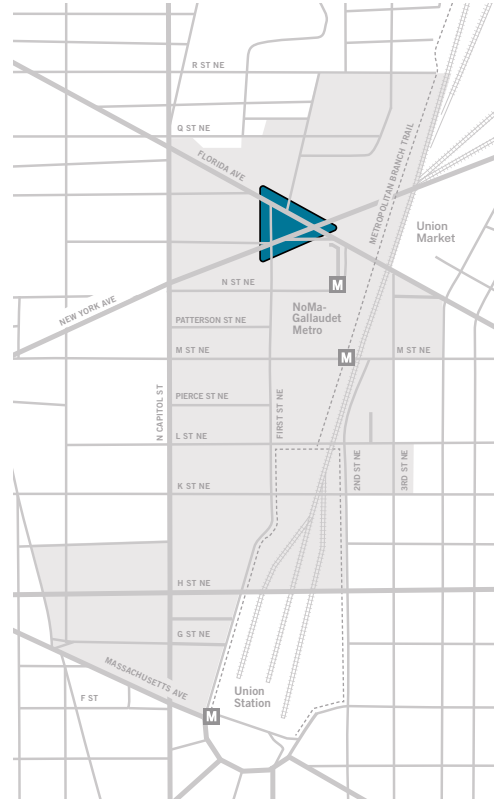 R ST NE
Q ST NE
FLORIDA AVE
METROPOLITAN BRANCH TRAIL
Union
Market
N ST NE
M
NEW YORK AVE
NoMa-
Gallaudet
Metro
PATTERSON ST NE
M ST NE
M
M ST NE
N CAPITOL ST
PIERCE ST NE
FIRST ST NE
L ST NE
2ND ST NE
3RD ST NE
K ST NE
H ST NE
G ST NE
MASSACHUSETTS AVE
F ST
Union
Station
M